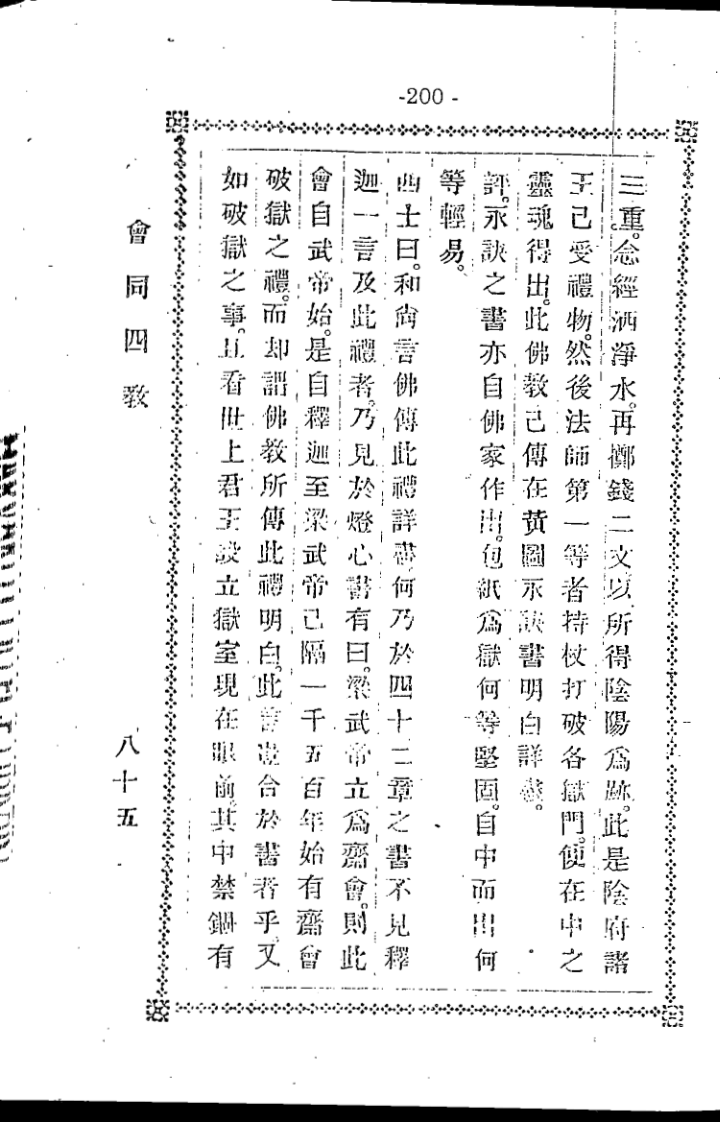 -200 -
三重。念經洒淨水。再擲錢二文以所得陰陽爲跡。此是陰府諸
王已受禮物。然後法師第一等者持杖打破各獄門。便在中之
靈魂得出。此佛教已傳在黃圖永訣書明白詳盡。
評。永訣之書亦自佛家作出。包紙爲獄何等堅固。自中而出何
等輕易。
西士曰。和尙言佛傳此禮詳盡何乃於四十二章之書不見釋
迦一言及此禮者。乃見於燈心書有曰。梁武帝立爲齋會。則此
會自武帝始。是自釋迦至梁武帝已隔一千五百年始有齋會
破獄之禮。而却謂佛教所傳此禮明白。此言豈合於書者乎。又
如破獄之事。且看世上君王設立獄室現在眼前。其中禁錮有
會同四教
八十五